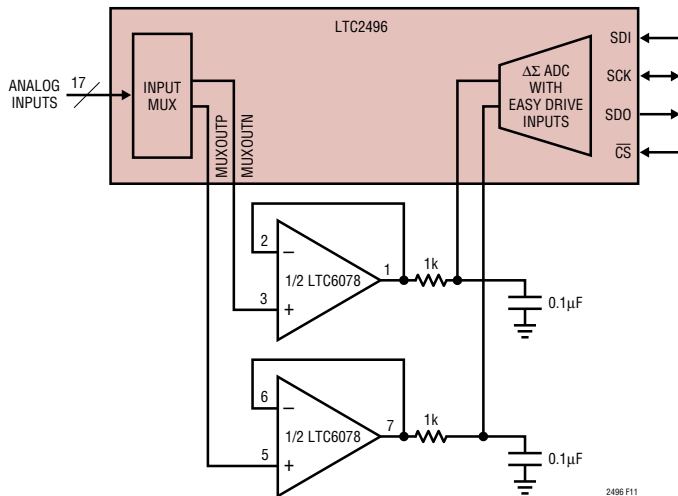 LTC2496
ANALOG
INPUTS
17
INPUT
MUX
MUXOUTP
MUXOUTN
ΔΣ ADC
WITH
EASY DRIVE
INPUTS
SDI
SCK
SDO
CS
2
–
1/2 LTC6078
3
+
1
1k
0.1µF
6
–
1/2 LTC6078
5
+
7
1k
0.1µF
2496 F11